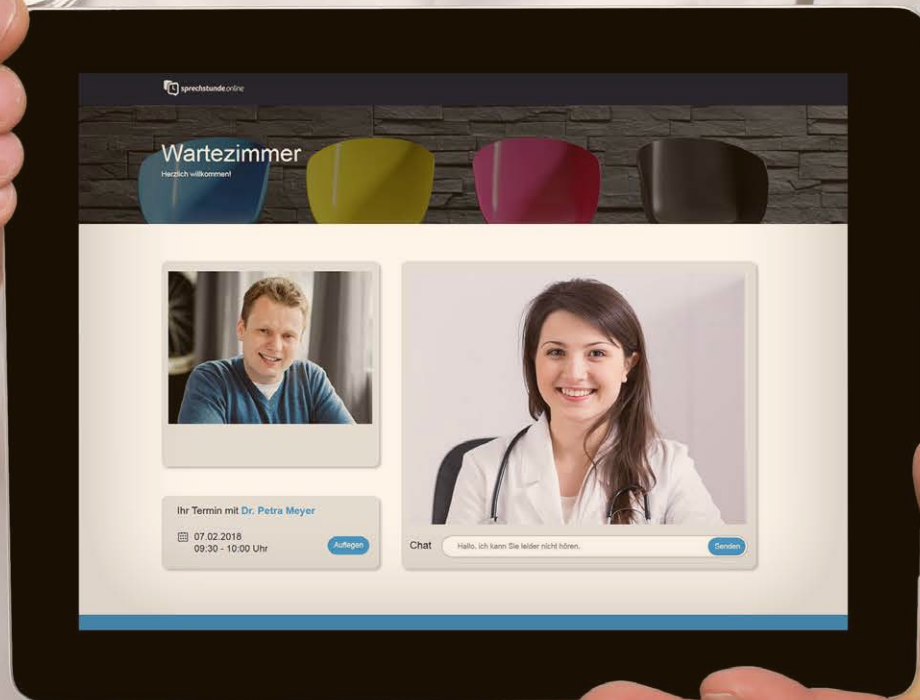 sprechstunde.online
Wartezimmer
Herzlich willkommen!
Ihr Termin mit Dr. Petra Meyer
07.02.2018
09:30 - 10:00 Uhr
Auflegen
Chat
Hallo, ich kann Sie leider nicht hören.
Senden